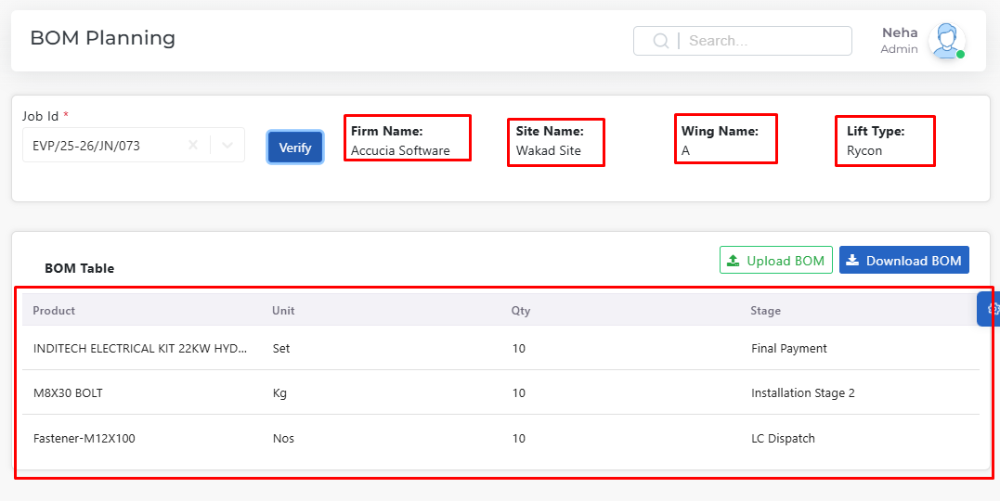 BOM Planning
Search...
Neha
Admin
Job Id *
EVP/25-26/JN/073
Verify
Firm Name:
Accucia Software
Site Name:
Wakad Site
Wing Name:
A
Lift Type:
Rycon
BOM Table
Upload BOM
Download BOM
Product Unit Qty Stage
INDITECH ELECTRICAL KIT 22KW HYD... Set 10 Final Payment
M8X30 BOLT Kg 10 Installation Stage 2
Fastener-M12X100 Nos 10 LC Dispatch